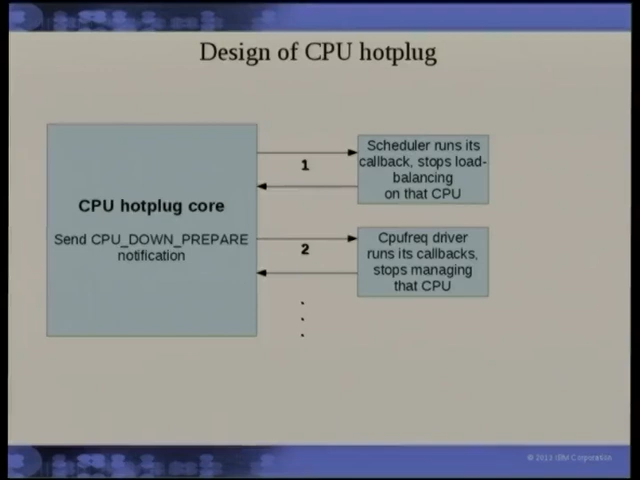 Design of CPU hotplug
CPU hotplug core
Send CPU_DOWN_PREPARE
notification
1
Scheduler runs its
callback, stops load-
balancing
on that CPU
2
Cpufreq driver
runs its callbacks,
stops managing
that CPU
.
.
.
© 2013 IBM Corporation